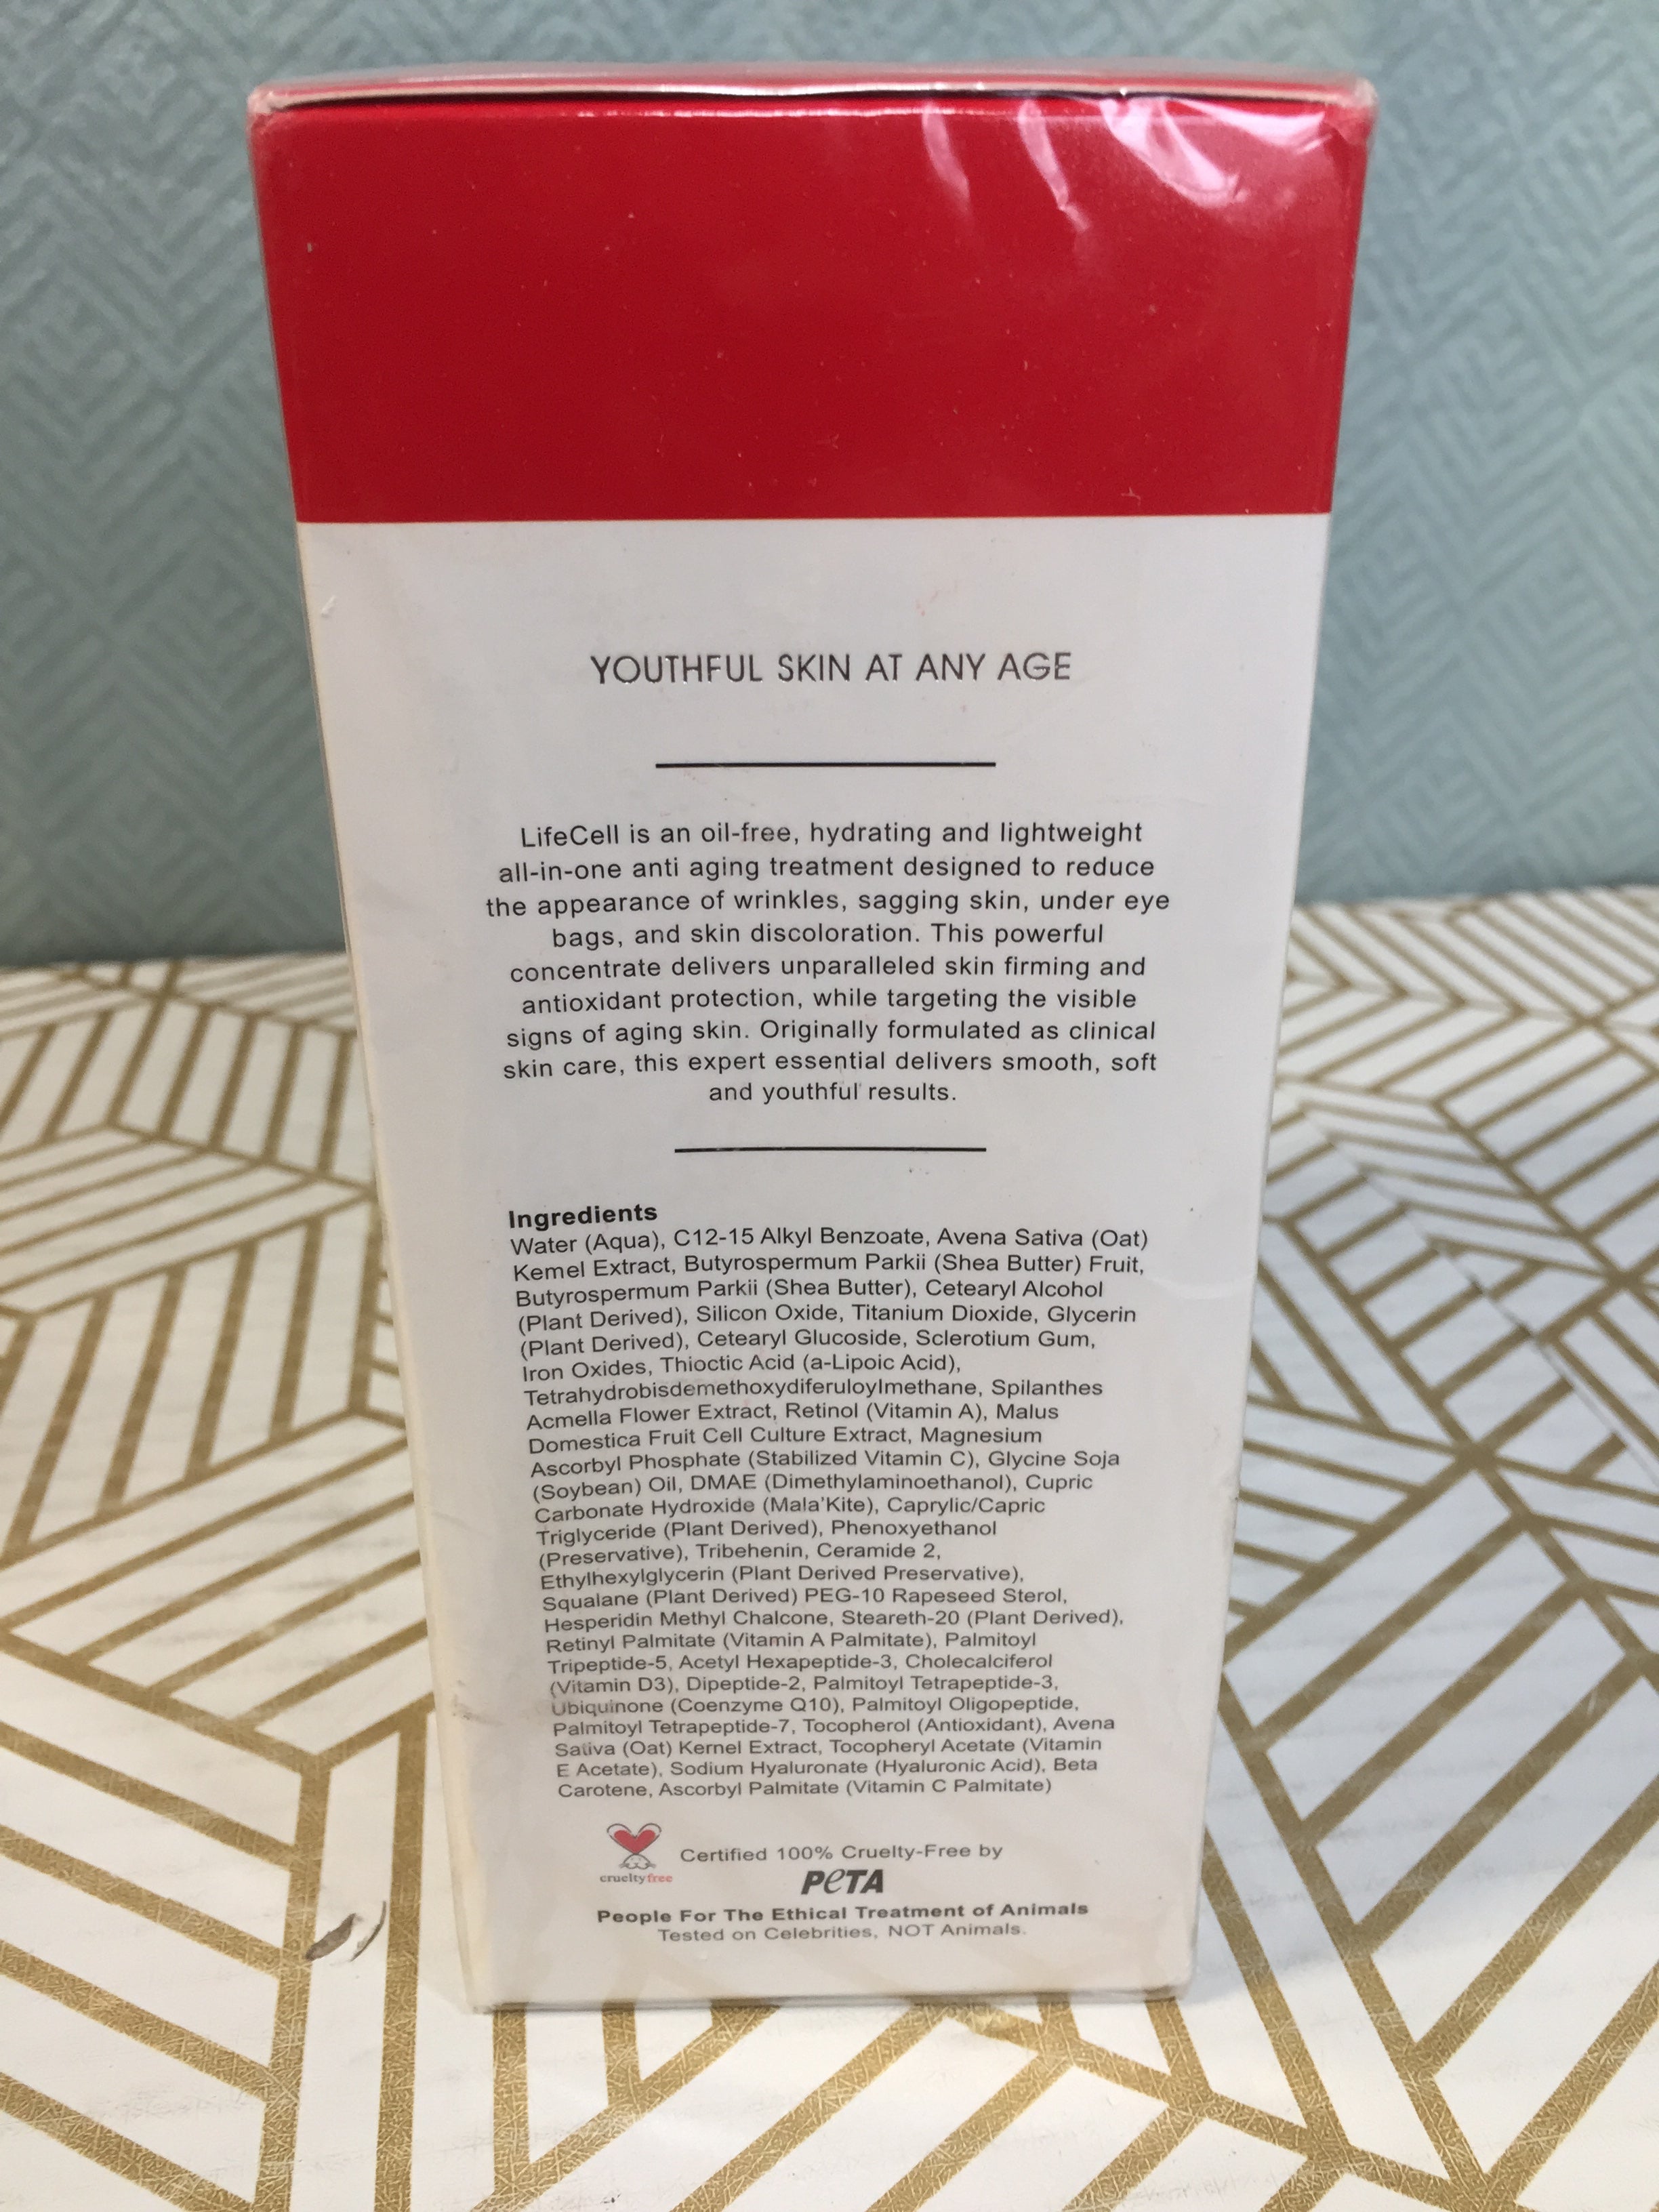 YOUTHFUL SKIN AT ANY AGE
LifeCell is an oil-free, hydrating and lightweight
all-in-one anti aging treatment designed to reduce
the appearance of wrinkles, sagging skin, under eye
bags, and skin discoloration. This powerful
concentrate delivers unparalleled skin firming and
antioxidant protection, while targeting the visible
signs of aging skin. Originally formulated as clinical
skin care, this expert essential delivers smooth, soft
and youthful results.
Ingredients
Water (Aqua), C12-15 Alkyl Benzoate, Avena Sativa (Oat)
Kemel Extract, Butyrospermum Parkii (Shea Butter) Fruit,
Butyrospermum Parkii (Shea Butter), Cetearyl Alcohol
(Plant Derived), Silicon Oxide, Titanium Dioxide, Glycerin
(Plant Derived), Cetearyl Glucoside, Sclerotium Gum,
Iron Oxides, Thioctic Acid (a-Lipoic Acid),
Tetrahydrobisdemethoxydiferuloylmethane, Spilanthes
Acmella Flower Extract, Retinol (Vitamin A), Malus
Domestica Fruit Cell Culture Extract, Magnesium
Ascorbyl Phosphate (Stabilized Vitamin C), Glycine Soja
(Soybean) Oil, DMAE (Dimethylaminoethanol), Cupric
Carbonate Hydroxide (Mala'Kite), Caprylic/Capric
Triglyceride (Plant Derived), Phenoxyethanol
(Preservative), Tribehenin, Ceramide 2,
Ethylhexylglycerin (Plant Derived Preservative),
Squalane (Plant Derived) PEG-10 Rapeseed Sterol,
Hesperidin Methyl Chalcone, Steareth-20 (Plant Derived),
Retinyl Palmitate (Vitamin A Palmitate), Palmitoyl
Tripeptide-5, Acetyl Hexapeptide-3, Cholecalciferol
(Vitamin D3), Dipeptide-2, Palmitoyl Tetrapeptide-3,
Ubiquinone (Coenzyme Q10), Palmitoyl Oligopeptide,
Palmitoyl Tetrapeptide-7, Tocopherol (Antioxidant), Avena
Sativa (Oat) Kernel Extract, Tocopheryl Acetate (Vitamin
E Acetate), Sodium Hyaluronate (Hyaluronic Acid), Beta
Carotene, Ascorbyl Palmitate (Vitamin C Palmitate)
crueltyfree
Certified 100% Cruelty-Free by
PeTA
People For The Ethical Treatment of Animals
Tested on Celebrities, NOT Animals.